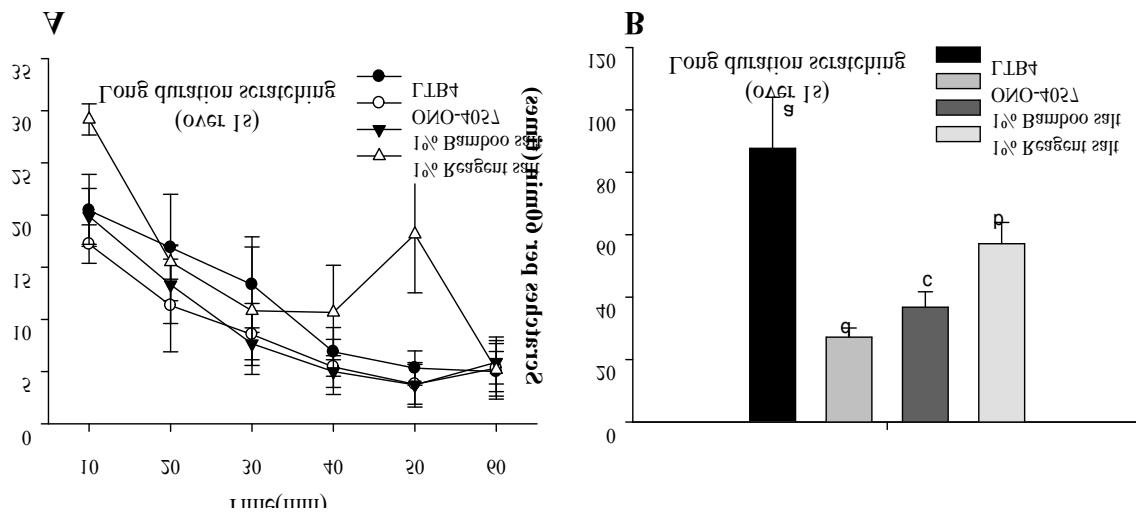 A
Long duration scratching
(over 1s)
LTB4
ONO-4057
1% Bamboo salt
1% Reagent salt
35
30
25
20
15
10
5
0
10 20 30 40 50 60
Time(min)
B
Long duration scratching
(over 1s)
LTB4
ONO-4057
1% Bamboo salt
1% Reagent salt
Scratches per 60min(times)
120
100
80
60
40
20
0
a
d
c
b